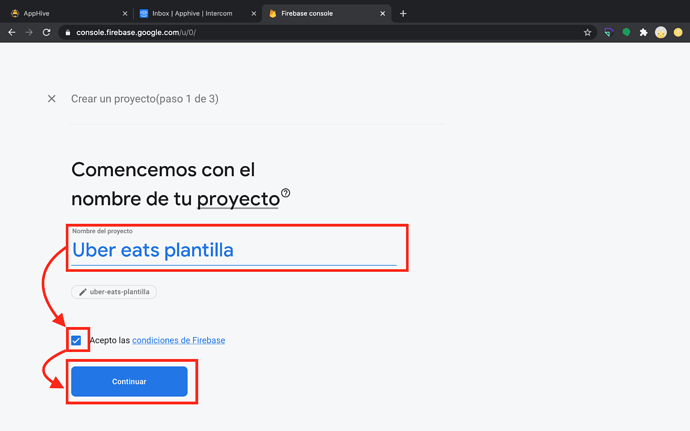 AppHive
Inbox | Apphive | Intercom
Firebase console
console.firebase.google.com/u/0/
Crear un proyecto(paso 1 de 3)
Comencemos con el
nombre de tu proyecto
Nombre del proyecto
Uber eats plantilla
uber-eats-plantilla
Acepto las condiciones de Firebase
Continuar